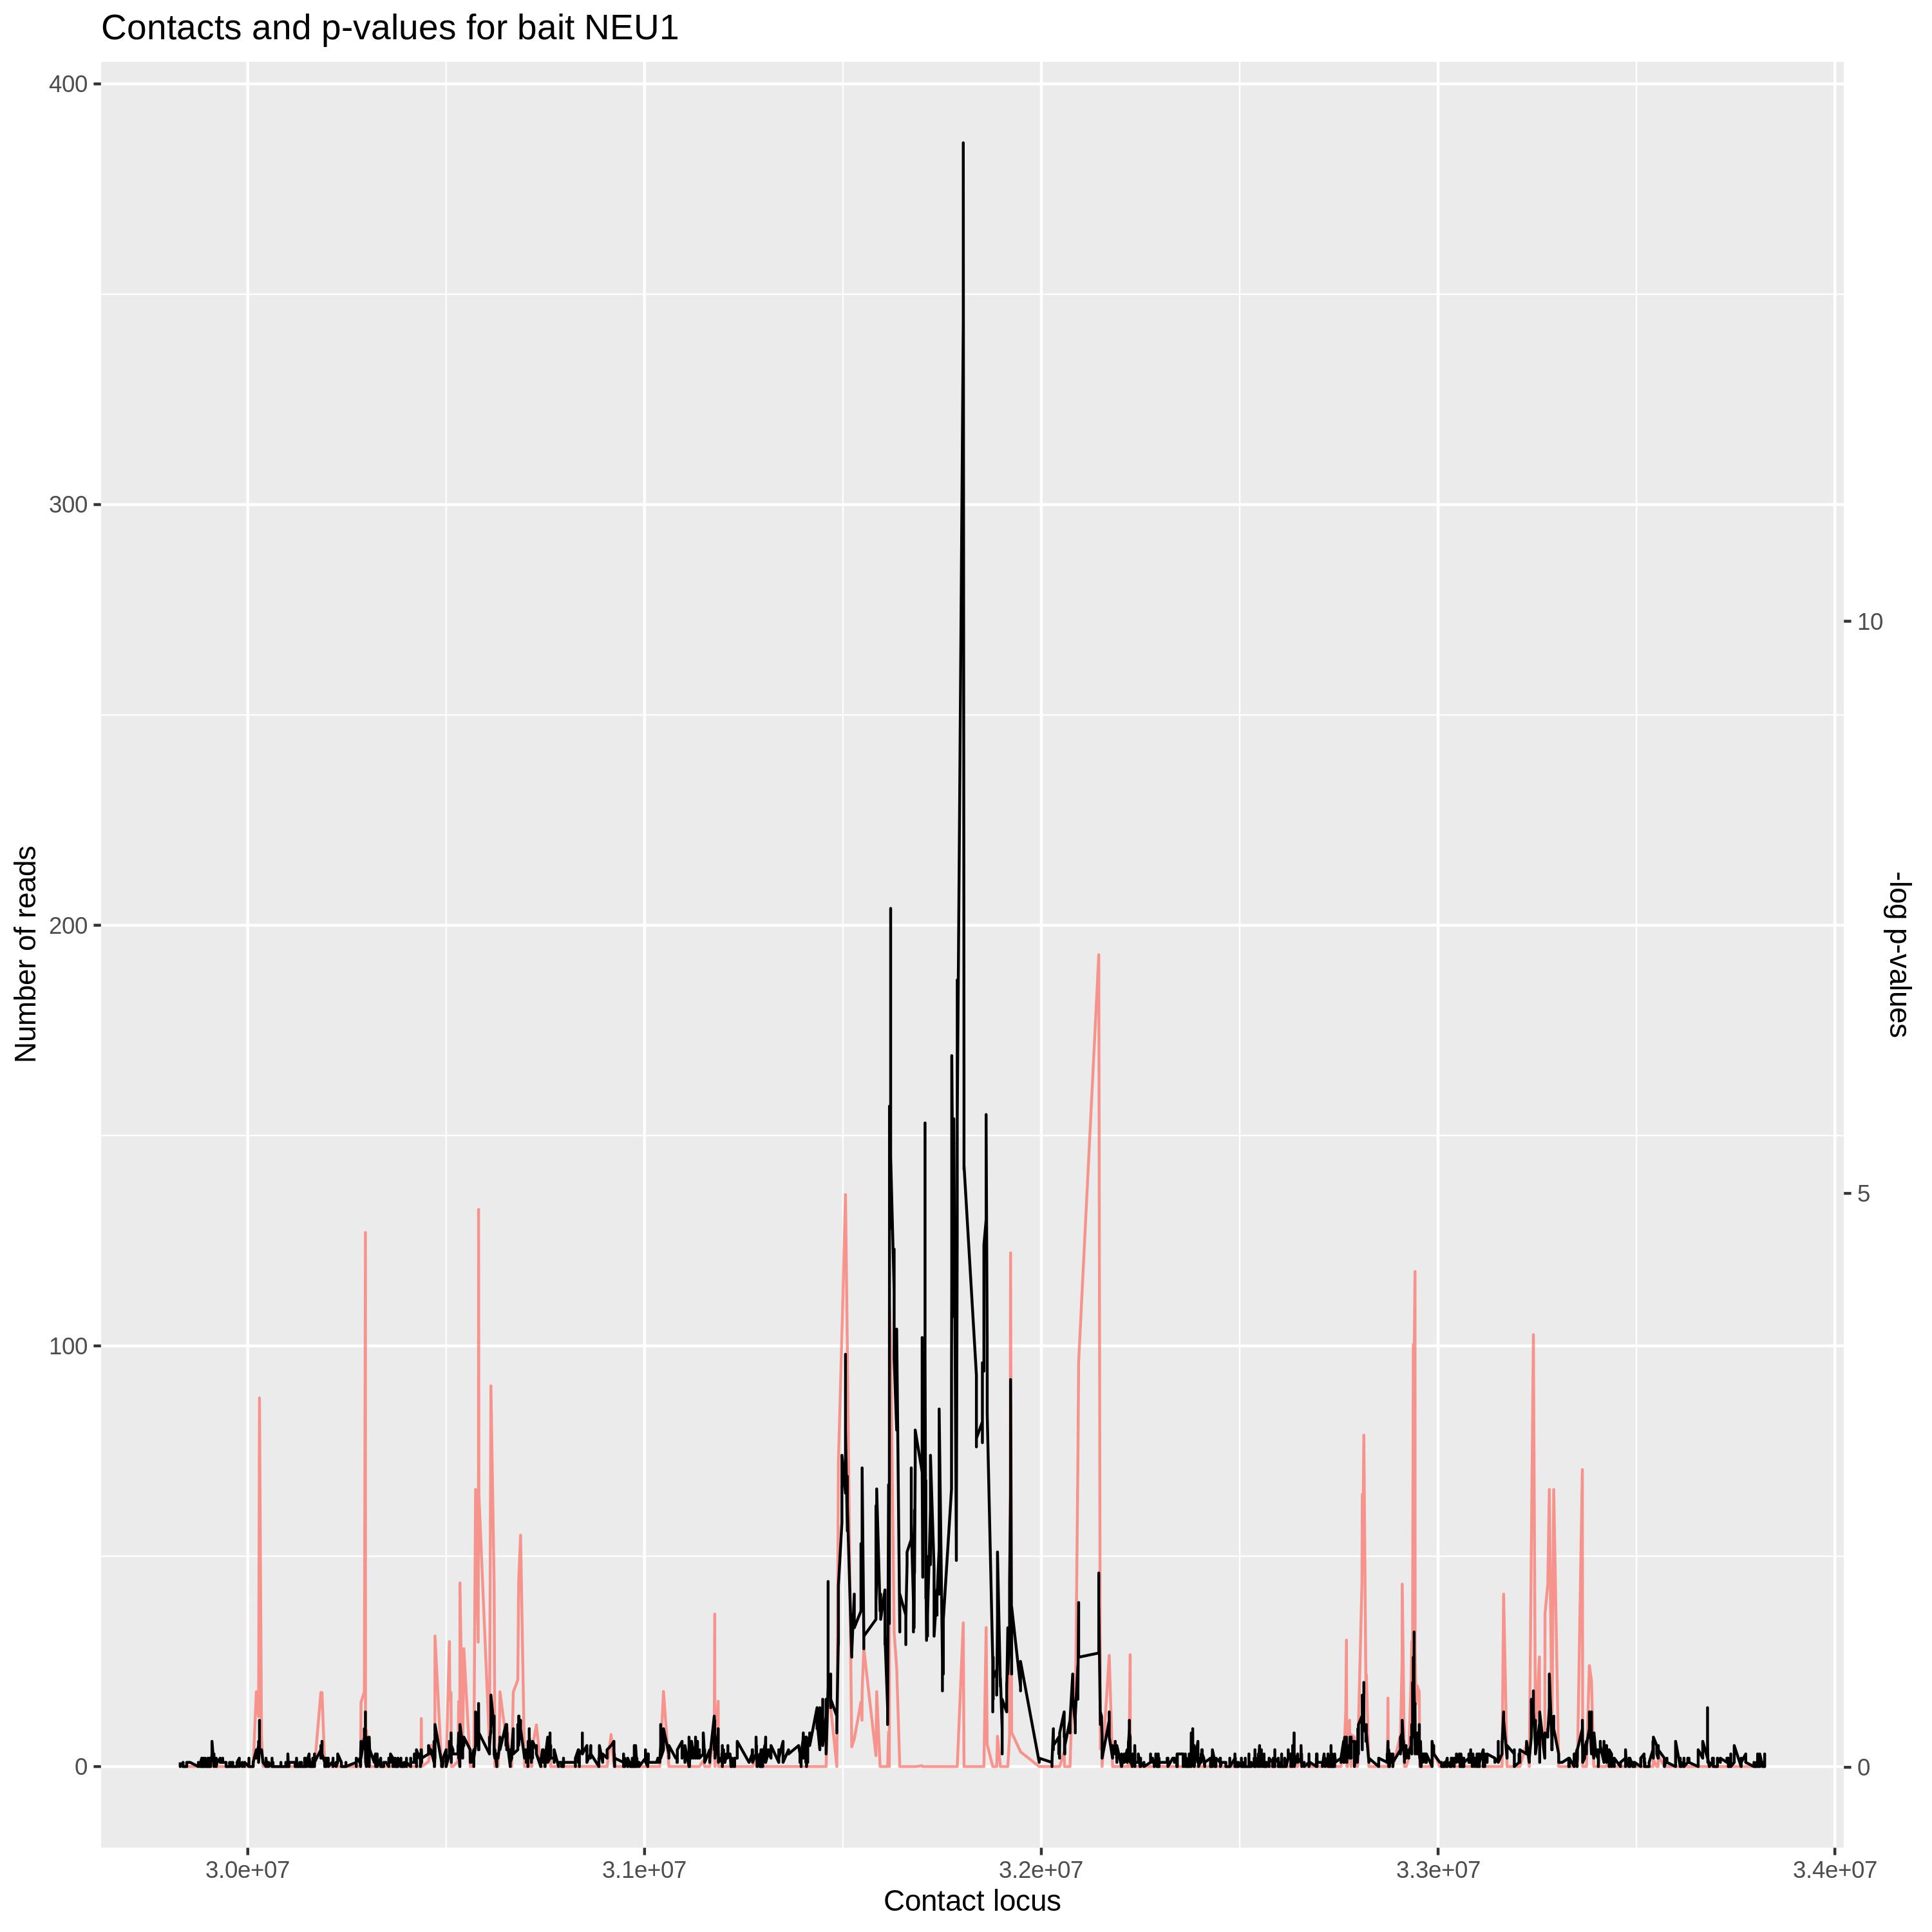 Contacts and p-values for bait NEU1
400
300
200
100
0
Number of reads
10
5
0
-log p-values
3.0e+07
3.1e+07
3.2e+07
3.3e+07
3.4e+07
Contact locus